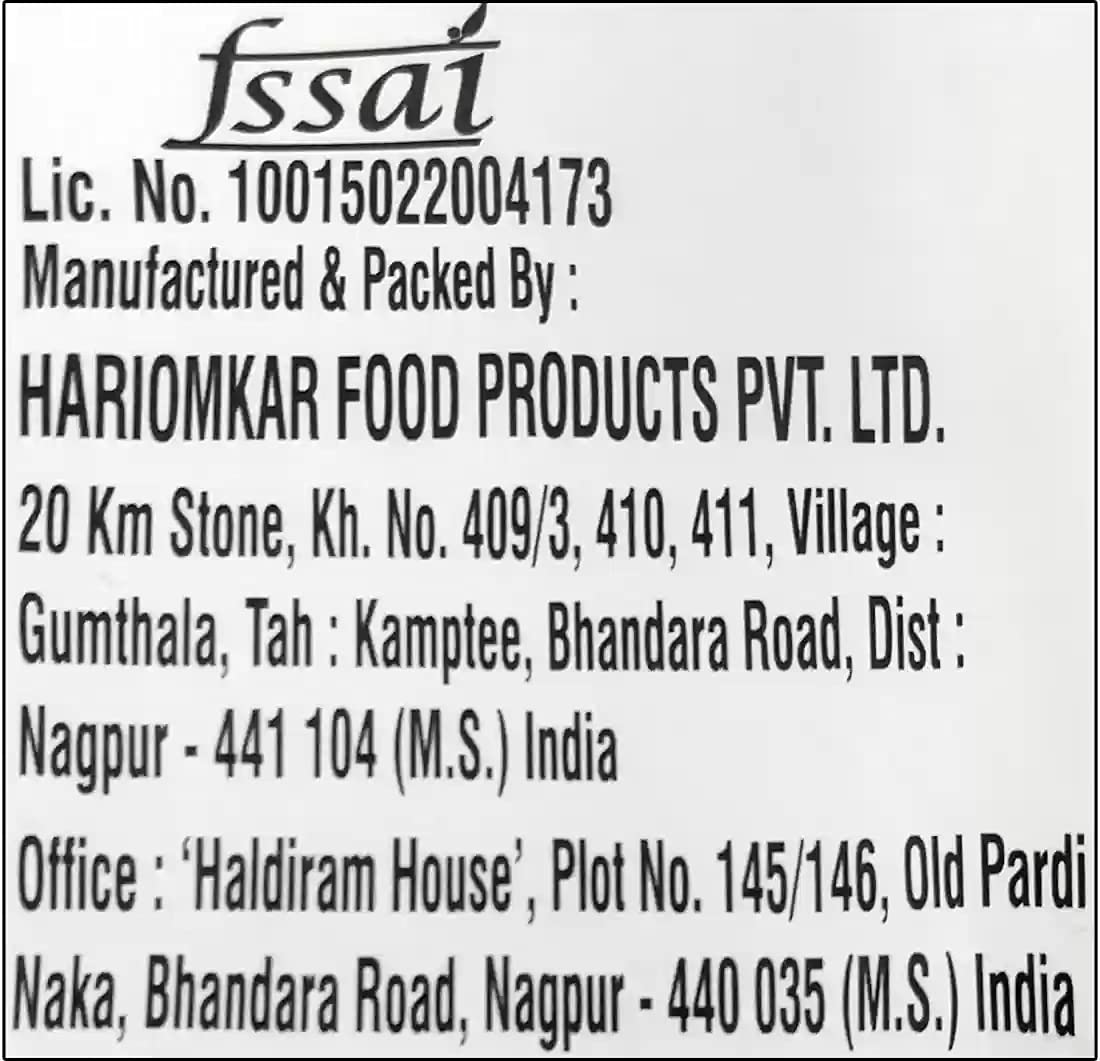 fssai
Lic. No. 10015022004173
Manufactured & Packed By :
HARIOMKAR FOOD PRODUCTS PVT. LTD.
20 Km Stone, Kh. No. 409/3, 410, 411, Village :
Gumthala, Tah : Kamptee, Bhandara Road, Dist :
Nagpur - 441 104 (M.S.) India
Office : ‘Haldiram House’, Plot No. 145/146, Old Pardi
Naka, Bhandara Road, Nagpur - 440 035 (M.S.) India